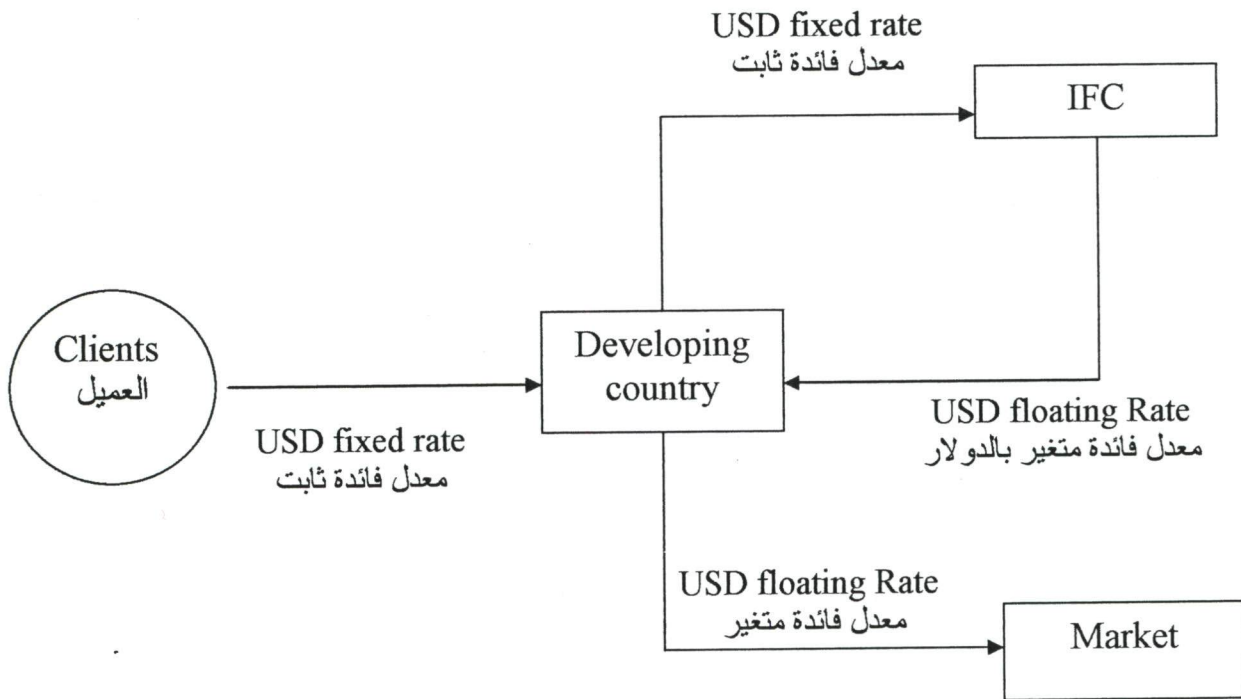 USD fixed rate
معدل فائدة ثابت
IFC
Clients
العميل
Developing
country
USD fixed rate
معدل فائدة ثابت
USD floating Rate
معدل فائدة متغير بالدولار
USD floating Rate
معدل فائدة متغير
Market